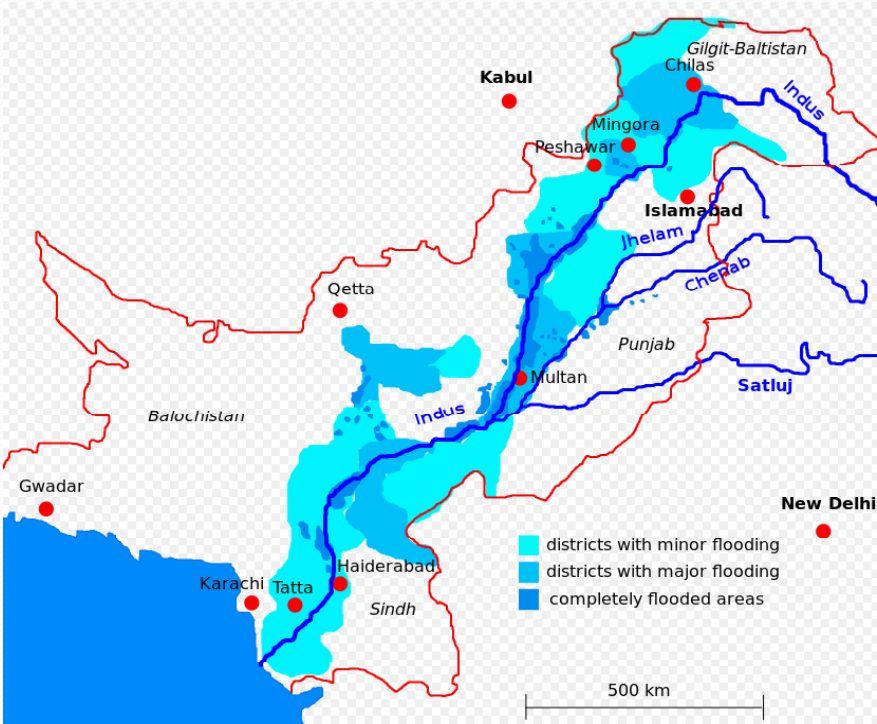 Gilgit-Baltistan
Chilas
Kabul
Indus
Mingora
Peshawar
Islamabad
Jhelam
Chenab
Qetta
Punjab
Multan
Satluj
Indus
Balochistan
Gwadar
New Delhi
districts with minor flooding
districts with major flooding
completely flooded areas
Haiderabad
Karachi
Tatta
Sindh
500 km